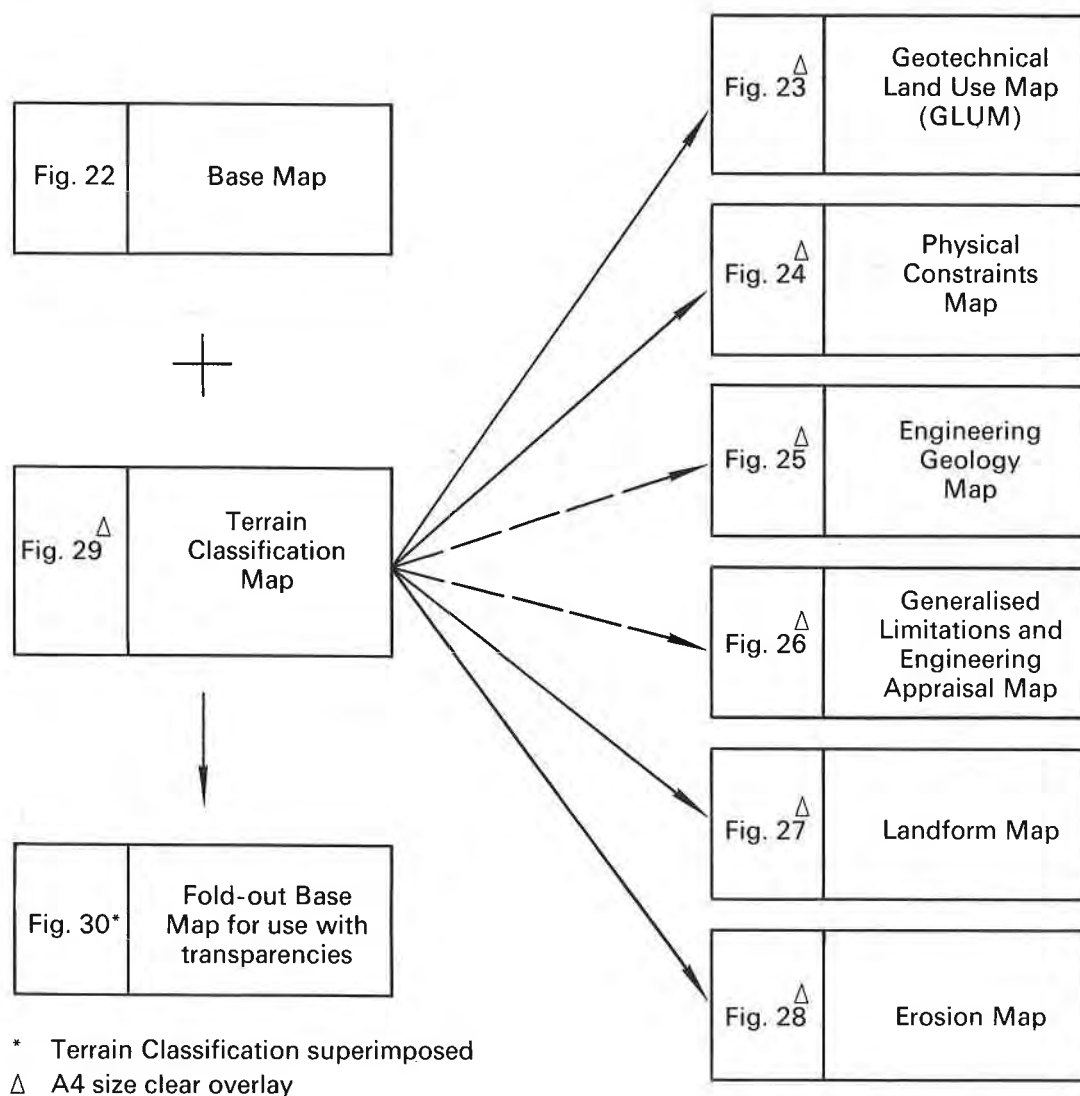 Fig. 22
Base Map
Fig. 29 Δ
Terrain
Classification
Map
Fig. 30*
Fold-out Base
Map for use with
transparencies
Fig. 23 Δ
Geotechnical
Land Use Map
(GLUM)
Fig. 24 Δ
Physical
Constraints
Map
Fig. 25 Δ
Engineering
Geology
Map
Fig. 26 Δ
Generalised
Limitations and
Engineering
Appraisal Map
Fig. 27 Δ
Landform Map
Fig. 28 Δ
Erosion Map
* Terrain Classification superimposed
Δ A4 size clear overlay